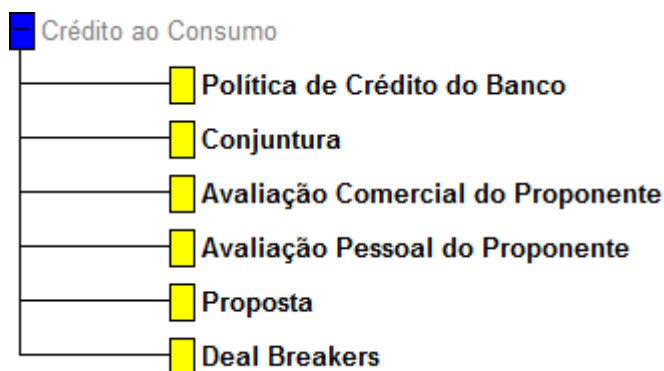 Crédito ao Consumo
Política de Crédito do Banco
Conjuntura
Avaliação Comercial do Proponente
Avaliação Pessoal do Proponente
Proposta
Deal Breakers